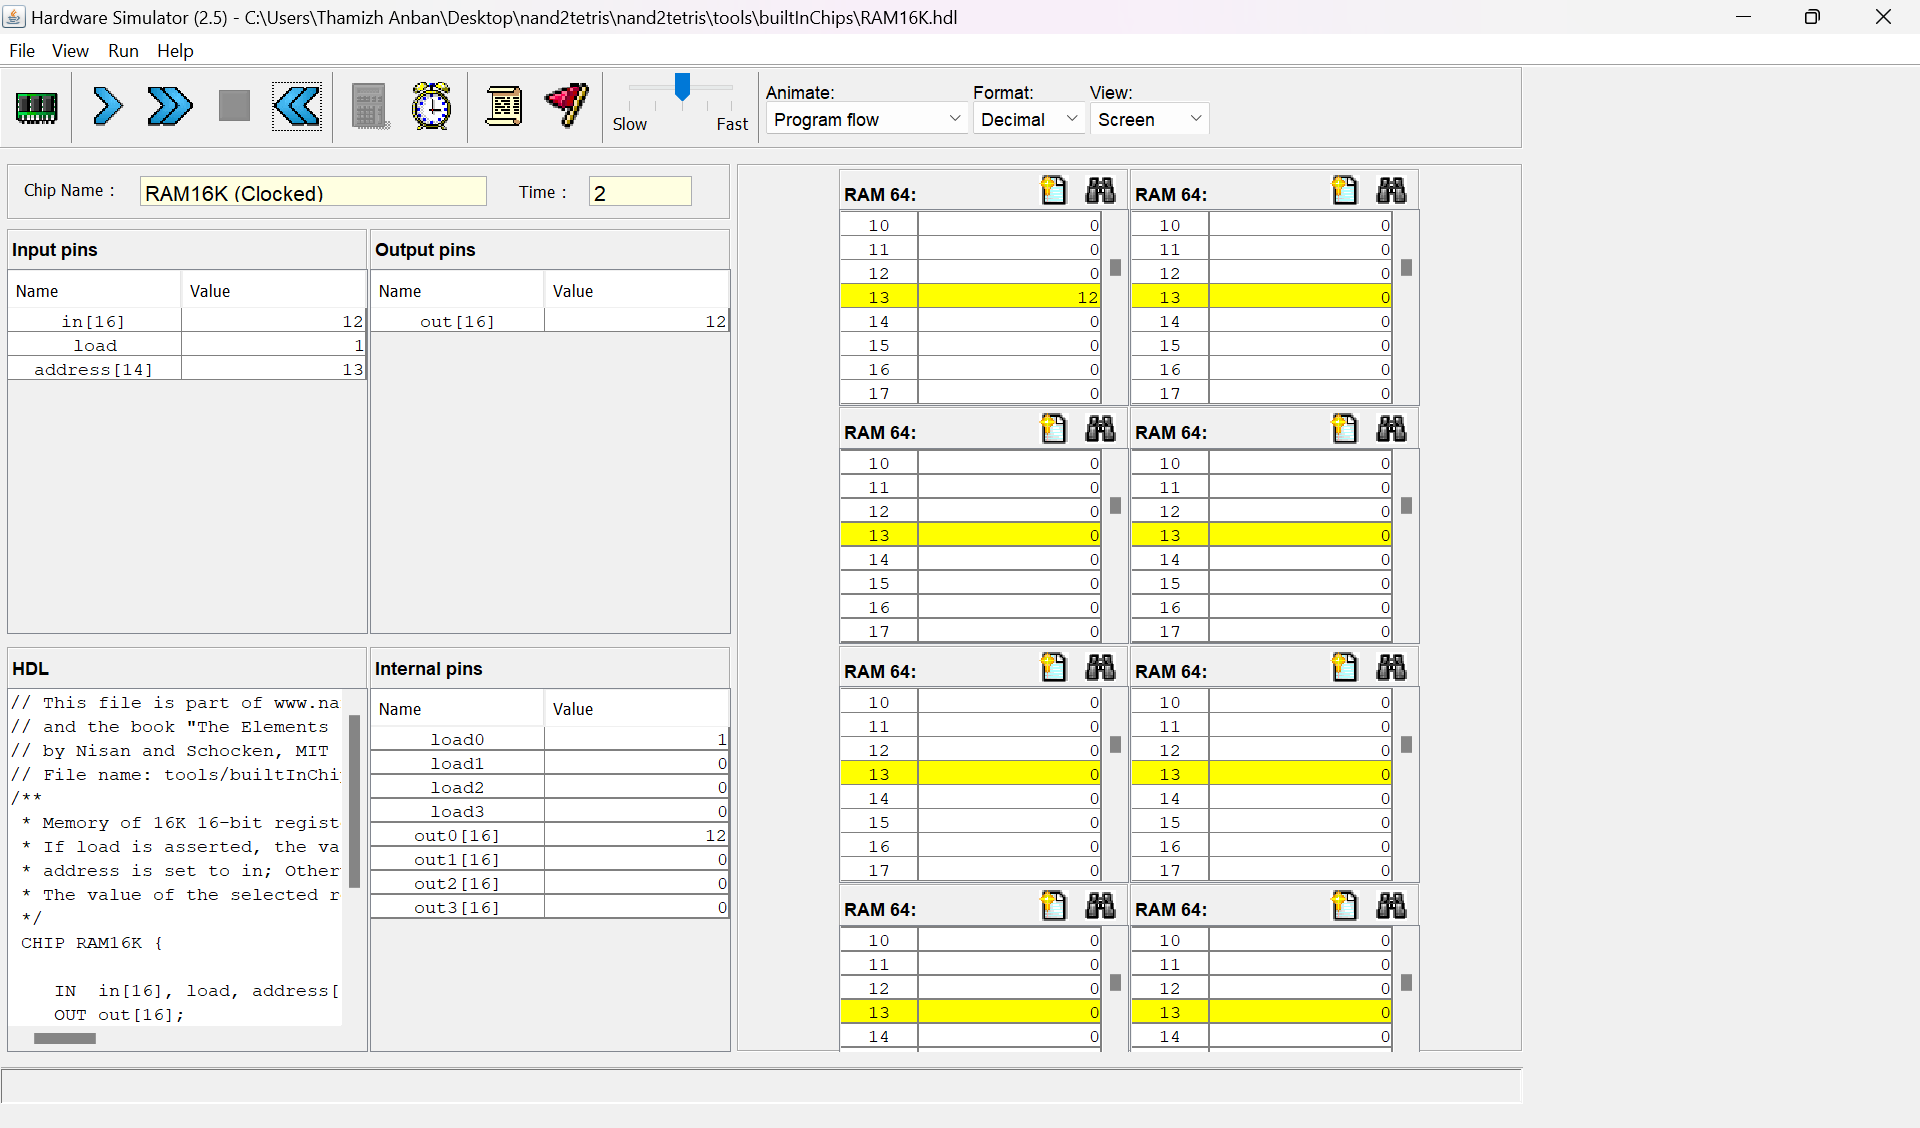 Hardware Simulator (2.5) - C:\Users\Thamizh Anban\Desktop\nand2tetris\nand2tetris\tools\builtInChips\RAM16K.hdl
File View Run Help
Slow Fast
Animate: Format: View:
Program flow Decimal Screen
Chip Name : RAM16K (Clocked) Time : 2
Input pins
Name Value
in[16] 12
load 1
address[14] 13
Output pins
Name Value
out[16] 12
HDL
// This file is part of www.na
// and the book "The Elements
// by Nisan and Schocken, MIT
// File name: tools/builtInChi
/**
* Memory of 16K 16-bit regist
* If load is asserted, the va
* address is set to in; Other
* The value of the selected r
*/
CHIP RAM16K {
IN in[16], load, address[
OUT out[16];
Internal pins
Name Value
load0 1
load1 0
load2 0
load3 0
out0[16] 12
out1[16] 0
out2[16] 0
out3[16] 0
RAM 64: RAM 64:
10 0 10 0
11 0 11 0
12 0 12 0
13 12 13 0
14 0 14 0
15 0 15 0
16 0 16 0
17 0 17 0
RAM 64: RAM 64:
10 0 10 0
11 0 11 0
12 0 12 0
13 0 13 0
14 0 14 0
15 0 15 0
16 0 16 0
17 0 17 0
RAM 64: RAM 64:
10 0 10 0
11 0 11 0
12 0 12 0
13 0 13 0
14 0 14 0
15 0 15 0
16 0 16 0
17 0 17 0
RAM 64: RAM 64:
10 0 10 0
11 0 11 0
12 0 12 0
13 0 13 0
14 0 14 0